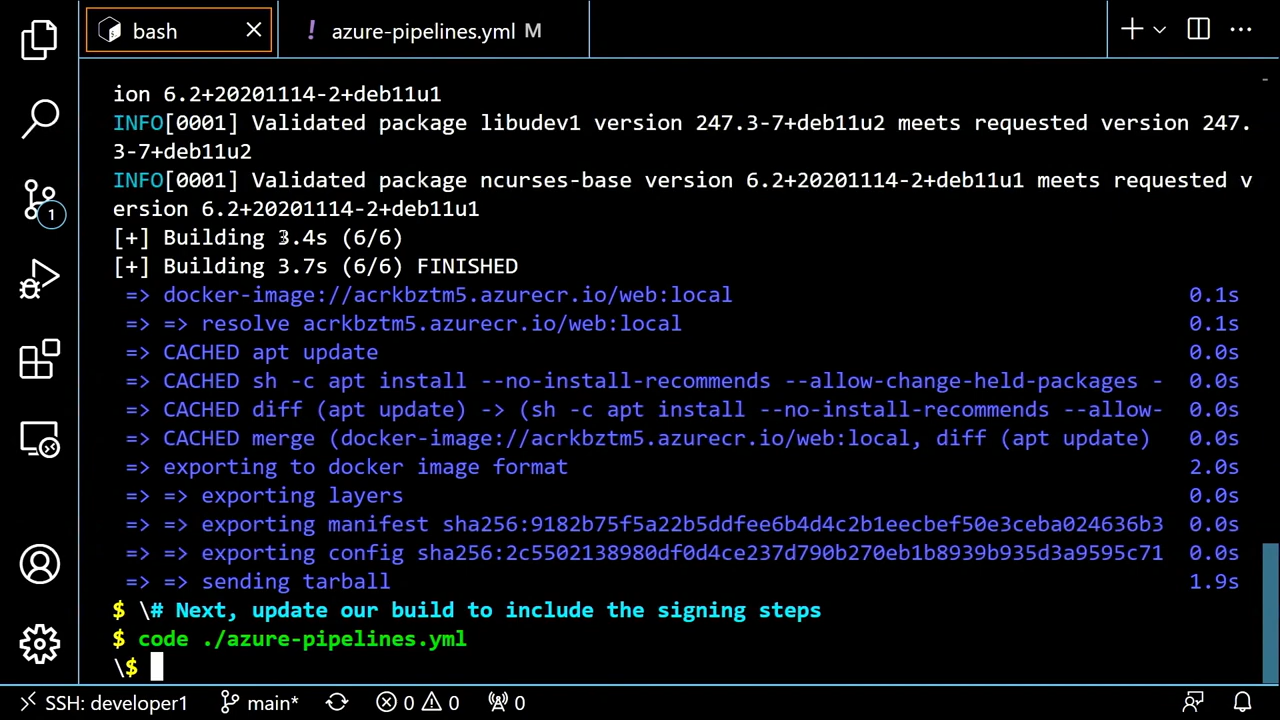 bash
! azure-pipelines.yml M
ion 6.2+20201114-2+deb11u1
INFO[0001] Validated package libudev1 version 247.3-7+deb11u2 meets requested version 247.
3-7+deb11u2
INFO[0001] Validated package ncurses-base version 6.2+20201114-2+deb11u1 meets requested v
ersion 6.2+20201114-2+deb11u1
[+] Building 3.4s (6/6)
[+] Building 3.7s (6/6) FINISHED
=> docker-image://acrkbztm5.azurecr.io/web:local 0.1s
=> => resolve acrkbztm5.azurecr.io/web:local 0.1s
=> CACHED apt update 0.0s
=> CACHED sh -c apt install --no-install-recommends --allow-change-held-packages - 0.0s
=> CACHED diff (apt update) -> (sh -c apt install --no-install-recommends --allow- 0.0s
=> CACHED merge (docker-image://acrkbztm5.azurecr.io/web:local, diff (apt update) 0.0s
=> exporting to docker image format 2.0s
=> => exporting layers 0.0s
=> exporting manifest sha256:9182b75f5a22b5ddfee6b4d4c2b1eecbef50e3ceba024636b3 0.0s
=> exporting config sha256:2c5502138980df0d4ce237d790b270eb1b8939b935d3a9595c71 0.0s
=> => sending tarball 1.9s
$ \# Next, update our build to include the signing steps
$ code ./azure-pipelines.yml
\$
1
SSH: developer1 main* 0 0 0